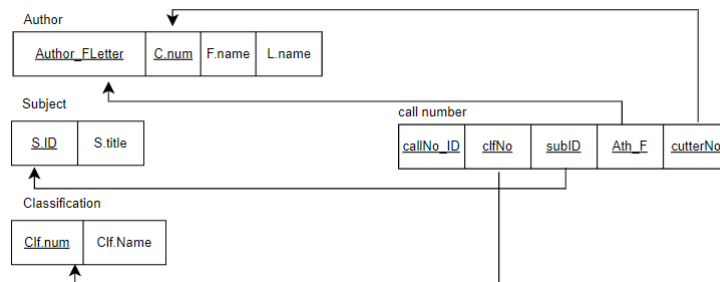 Author
Author_FLetter C.num F.name L.name
Subject
call number
S.ID S.title
callNo_ID clfNo subID Ath_F cutterNo
Classification
Clf.num Clf.Name